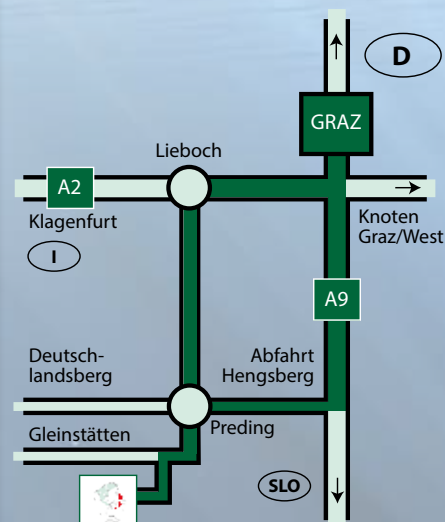 D
GRAZ
Lieboch
A2
Klagenfurt
Knoten
Graz/West
I
A9
Deutsch-
landsberg
Abfahrt
Hengsberg
Preding
Gleinstätten
SLO